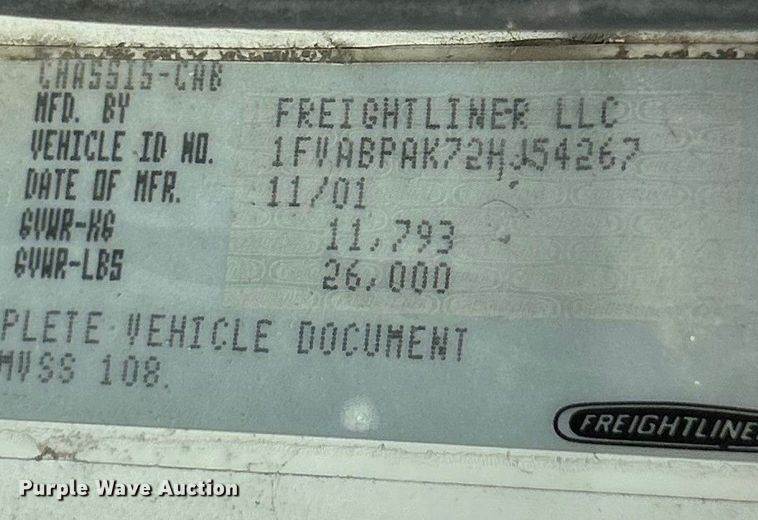 CHASSIS-CAB
MFD. BY FREIGHTLINER LLC
VEHICLE ID NO. 1FVABPAK72HJ54267
DATE OF MFR. 11/01
GVWR-KG 11,793
GVWR-LBS 26,000
PLETE VEHICLE DOCUMENT
MVSS 108.
FREIGHTLINE
Purple Wave Auction